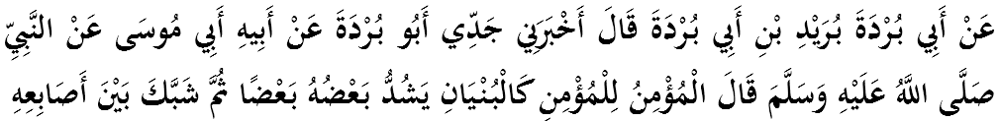 عَنْ أَبِي بُرْدَةَ بُرَيْدِ بْنِ أَبِي بُرْدَةَ قَالَ أَخْبَرَنِي جَدِّي أَبُو بُرْدَةَ عَنْ أَبِيهِ أَبِي مُوسَى عَنْ النَّبِيِّ
صَلَّى اللَّهُ عَلَيْهِ وَسَلَّمَ قَالَ الْمُؤْمِنُ لِلْمُؤْمِنِ كَالْبُنْيَانِ يَشُدُّ بَعْضُهُ بَعْضًا ثُمَّ شَبَّكَ بَيْنَ أَصَابِعِهِ